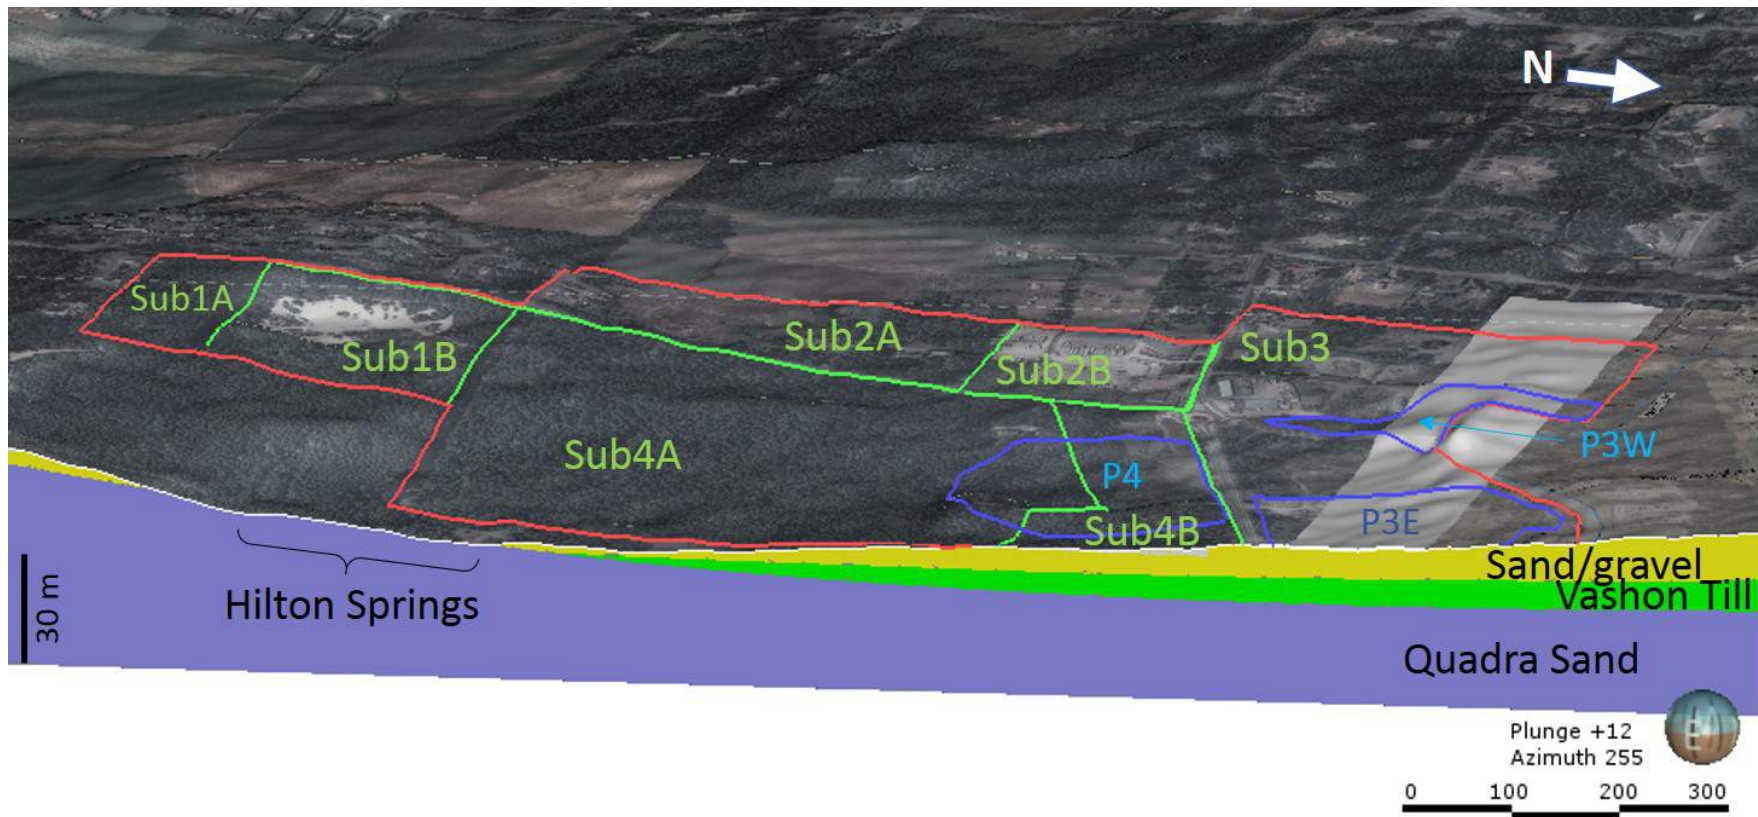 N
Sub1A
Sub1B
Sub2A
Sub2B
Sub3
Sub4A
P4
Sub4B
P3W
P3E
Sand/gravel
Vashon Till
Hilton Springs
30 m
Quadra Sand
E
Plunge +12
Azimuth 255
0 100 200 300